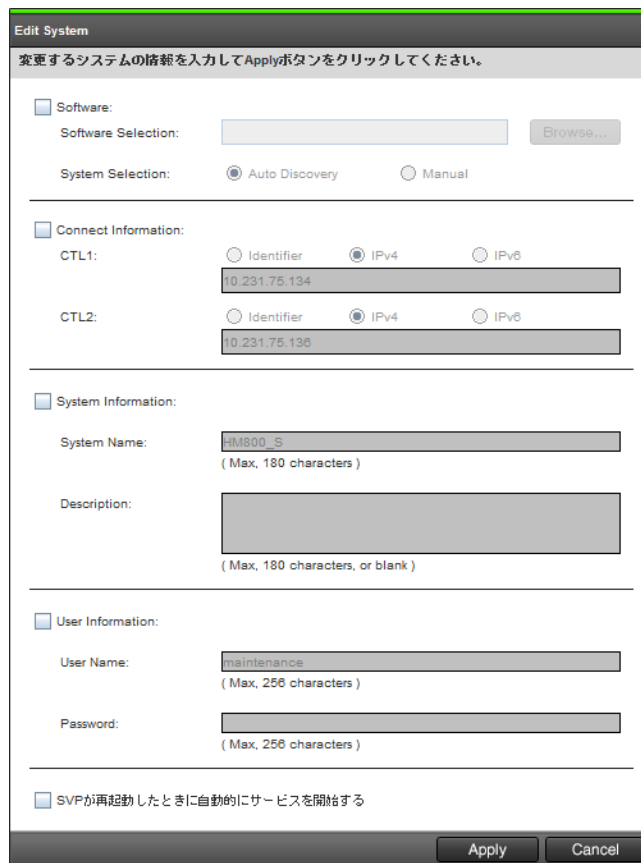 Edit System
変更するシステムの情報を入力してApplyボタンをクリックしてください。
Software:
Software Selection: Browse...
System Selection: Auto Discovery Manual
Connect Information:
CTL1: Identifier IPv4 IPv6
10.231.75.134
CTL2: Identifier IPv4 IPv6
10.231.75.136
System Information:
System Name: HM800_S
( Max, 180 characters )
Description:
( Max, 180 characters, or blank )
User Information:
User Name: maintenance
( Max, 256 characters )
Password:
( Max, 256 characters )
SVPが再起動したときに自動的にサービスを開始する
Apply Cancel